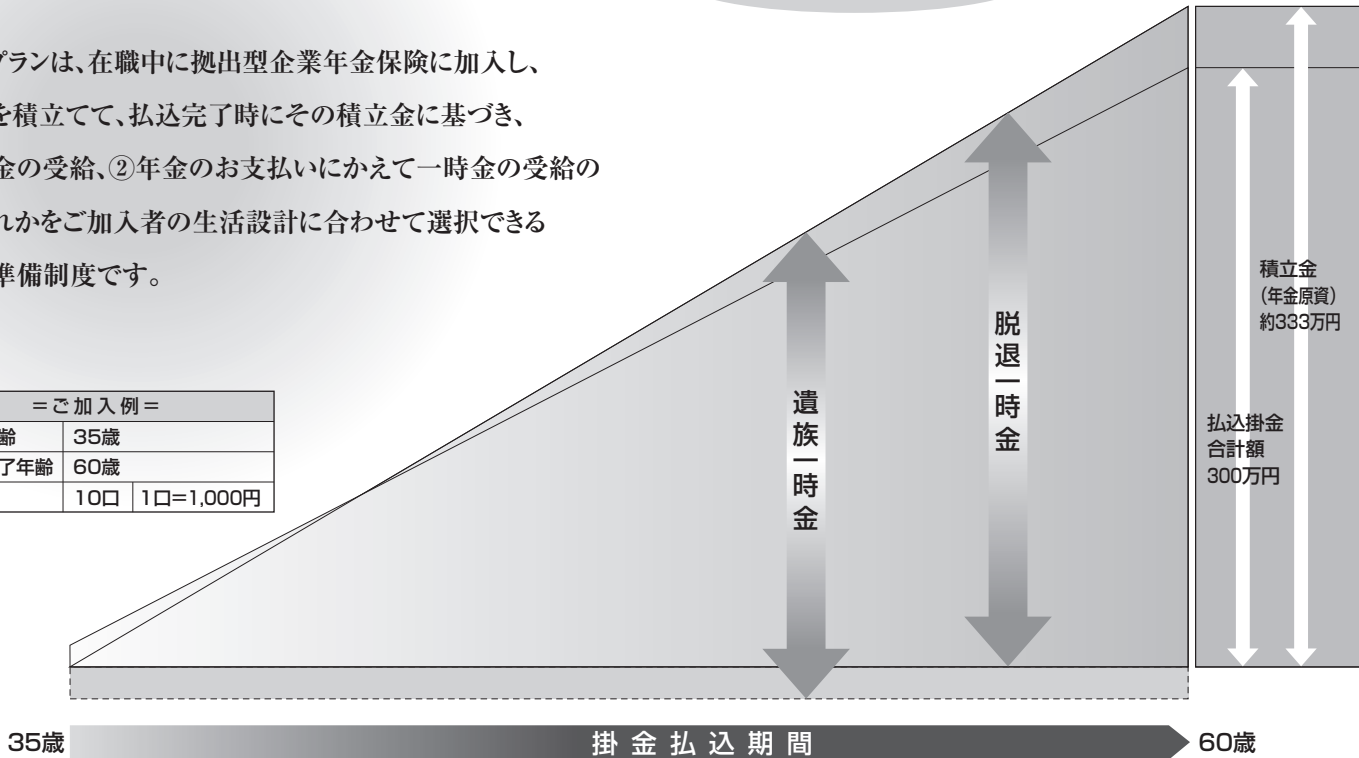 プランは、在職中に拠出型企業年金保険に加入し、
を積立てて、払込完了時にその積立金に基づき、
金の受給、②年金のお支払いにかえて一時金の受給の
れかをご加入者の生活設計に合わせて選択できる
準備制度です。
=ご加入例=
齢 35歳
了年齢 60歳
10口 1口=1,000円
遺族一時金
脱退一時金
積立金
(年金原資)
約333万円
払込掛金
合計額
300万円
35歳 掛金払込期間 60歳